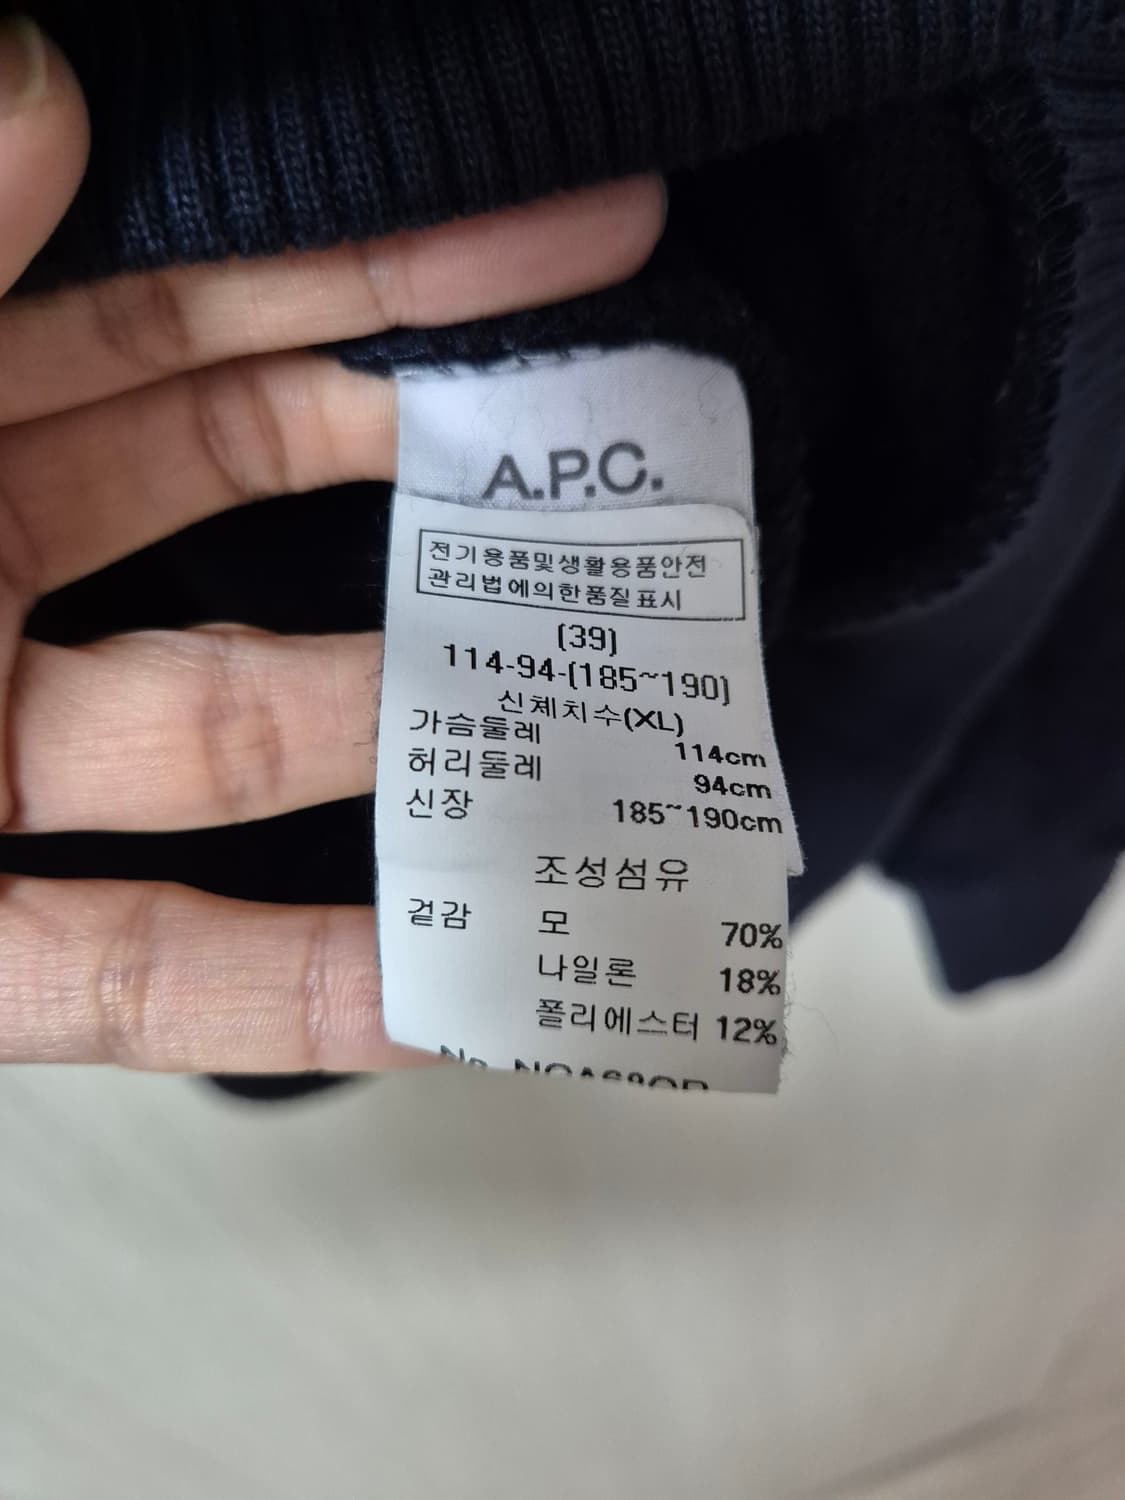 A.P.C.
전기용품및생활용품안전
관리법에의한품질표시
(39)
114-94-(185~190)
신체치수(XL)
가슴둘레 114cm
허리둘레 94cm
신장 185~190cm
조성섬유
겉감 모 70%
나일론 18%
폴리에스터 12%
No.